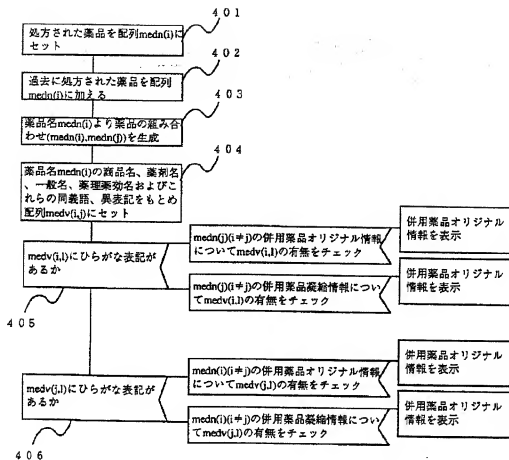 401
処方された薬品を配列medn(i)に
セット
402
過去に処方された薬品を配列
medn(i)に加える
403
薬品名medn(i)より薬品の組み合
わせ(medn(i),medn(j))を生成
404
薬品名medn(i)の商品名、薬剤名
、一般名、薬理薬効名およびこ
れらの同義語、異表記をもとめ
配列medv(i,j)にセット
medv(i,l)にひらがな表記が
あるか
405
medn(j)(i≠j)の併用薬品オリジナル情報
についてmedv(i,l)の有無をチェック
併用薬品オリジナル
情報を表示
medn(j)(i≠j)の併用薬品凝縮情報につい
てmedv(i,l)の有無をチェック
併用薬品オリジナル
情報を表示
medv(j,l)にひらがな表記が
あるか
406
medn(i)(i≠j)の併用薬品オリジナル情報
についてmedv(j,l)の有無をチェック
併用薬品オリジナル
情報を表示
medn(i)(i≠j)の併用薬品凝縮情報につい
てmedv(j,l)の有無をチェック
併用薬品オリジナル
情報を表示